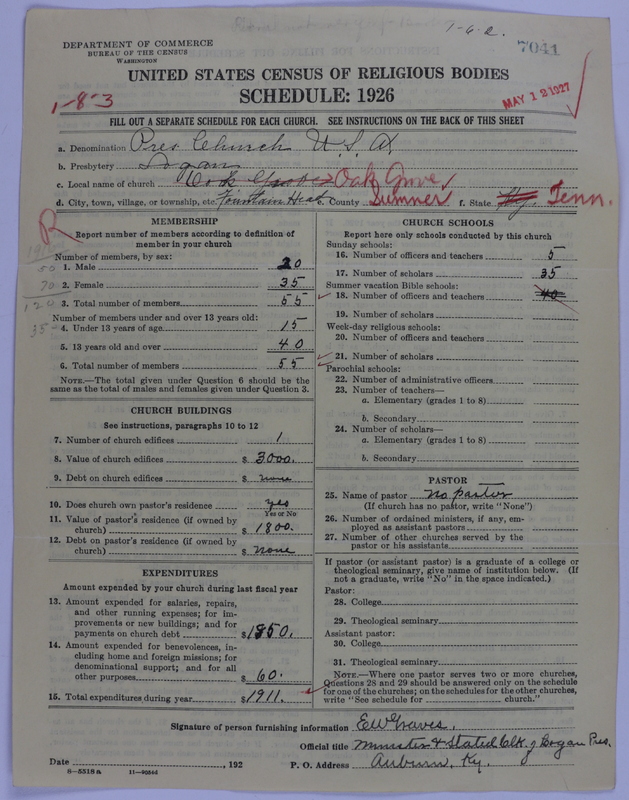 1-6-2.
DEPARTMENT OF COMMERCE
BUREAU OF THE CENSUS
WASHINGTON
7041
UNITED STATES CENSUS OF RELIGIOUS BODIES
SCHEDULE: 1926
1-8-3
MAY 12 1927
FILL OUT A SEPARATE SCHEDULE FOR EACH CHURCH. SEE INSTRUCTIONS ON THE BACK OF THIS SHEET
a. Denomination Pres Church U.S.A.
b. Presbytery Logan
c. Local name of church Oak Grove Oak Grove
d. City, town, village, or township, etc. Fountain Head e. County Sumner f. State Ky. Tenn.
R
MEMBERSHIP
Report number of members according to definition of
member in your church
Number of members, by sex:
50
1. Male 20
70
2. Female 35
120
3. Total number of members 55
Number of members under and over 13 years old:
35
4. Under 13 years of age 15
5. 13 years old and over 40
6. Total number of members 55
NOTE.—The total given under Question 6 should be the
same as the total of males and females given under Question 3.
CHURCH BUILDINGS
See instructions, paragraphs 10 to 12
7. Number of church edifices 1
8. Value of church edifices $ 3000.
9. Debt on church edifices $ none
10. Does church own pastor's residence yes
Yes or No
11. Value of pastor's residence (if owned by
church) $ 1800.
12. Debt on pastor's residence (if owned by
church) $ none
EXPENDITURES
Amount expended by your church during last fiscal year
13. Amount expended for salaries, repairs,
and other running expenses; for im-
provements or new buildings; and for
payments on church debt $ 1850.
14. Amount expended for benevolences, in-
cluding home and foreign missions; for
denominational support; and for all
other purposes $ 60.
15. Total expenditures during year $ 1911.
CHURCH SCHOOLS
Report here only schools conducted by this church
Sunday schools:
16. Number of officers and teachers 5
17. Number of scholars 35
Summer vacation Bible schools:
18. Number of officers and teachers 40
19. Number of scholars
Week-day religious schools:
20. Number of officers and teachers
21. Number of scholars
Parochial schools:
22. Number of administrative officers
23. Number of teachers—
a. Elementary (grades 1 to 8)
b. Secondary
24. Number of scholars—
a. Elementary (grades 1 to 8)
b. Secondary
PASTOR
25. Name of pastor no pastor
(If church has no pastor, write "None")
26. Number of ordained ministers, if any, em-
ployed as assistant pastors
27. Number of other churches served by the
pastor or his assistants
If pastor (or assistant pastor) is a graduate of a college or
theological seminary, give name of institution below. (If
not a graduate, write "No" in the space indicated.)
Pastor:
28. College
29. Theological seminary
Assistant pastor:
30. College
31. Theological seminary
NOTE.—Where one pastor serves two or more churches,
Questions 28 and 29 should be answered only on the schedule
for one of the churches; on the schedules for the other churches,
write "See schedule for church."
Signature of person furnishing information E W Graves.
Official title Minister & Stated Clk. of Logan Pres.
Date , 192 P. O. Address Auburn, Ky.
8—5518 a 11—9056d